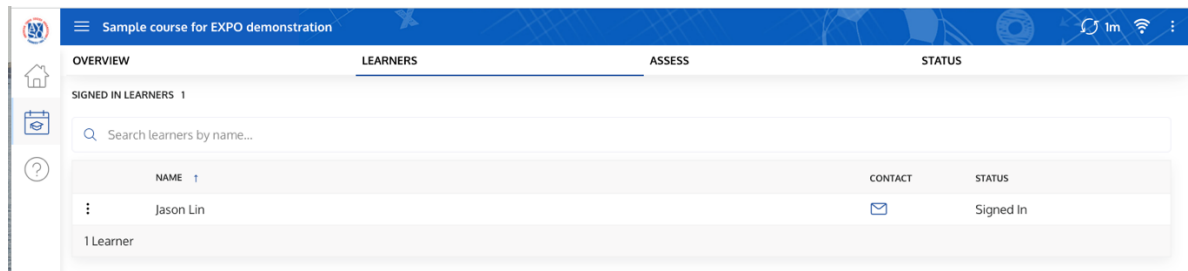 Sample course for EXPO demonstration 1m
OVERVIEW LEARNERS ASSESS STATUS
SIGNED IN LEARNERS 1
Search learners by name...
NAME ↑ CONTACT STATUS
Jason Lin Signed In
1 Learner